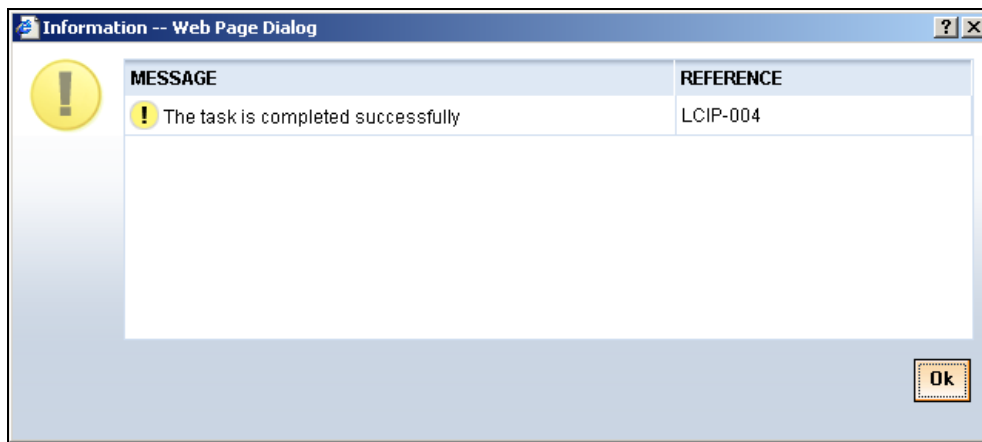 Information -- Web Page Dialog
MESSAGE REFERENCE
The task is completed successfully LCIP-004
Ok